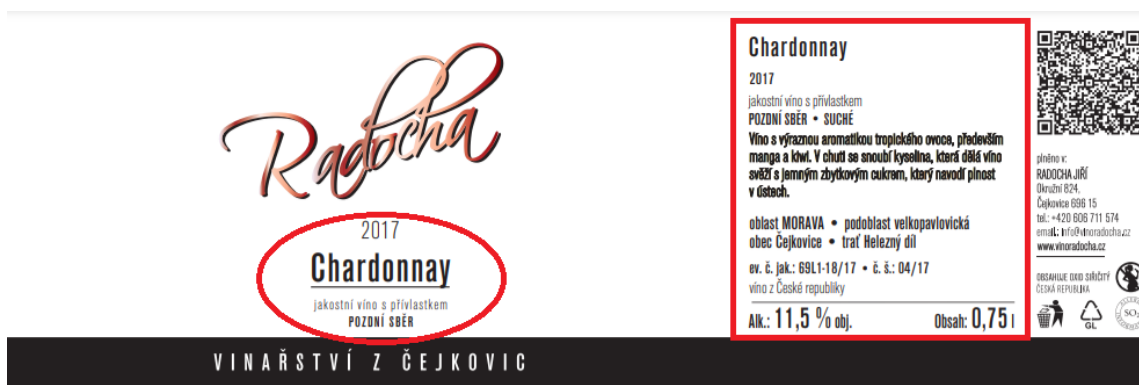 Radocha
2017
Chardonnay
jakostní víno s přívlastkem
POZDNÍ SBĚR
VINAŘSTVÍ Z ČEJKOVIC
Chardonnay
2017
jakostní víno s přívlastkem
POZDNÍ SBĚR • SUCHÉ
Víno s výraznou aromatikou tropického ovoce, především
manga a kiwi. V chuti se snoubí kyselina, která dělá víno
svěží s jemným zbytkovým cukrem, který navodí plnost
v ústech.
oblast MORAVA • podoblast velkopavlovická
obec Čejkovice • trať Helezný díl
ev. č. jak.: 69L1-18/17 • č. š.: 04/17
víno z České republiky
Alk.: 11,5 % obj. Obsah: 0,75 l
plněno v:
RADOCHA JIŘÍ
Okružní 824,
Čejkovice 696 15
tel.: +420 606 711 574
email.: info@vinoradocha.cz
www.vinoradocha.cz
OBSAHUJE OXID SIŘIČITÝ
ČESKÁ REPUBLIKA
GL
SO₂